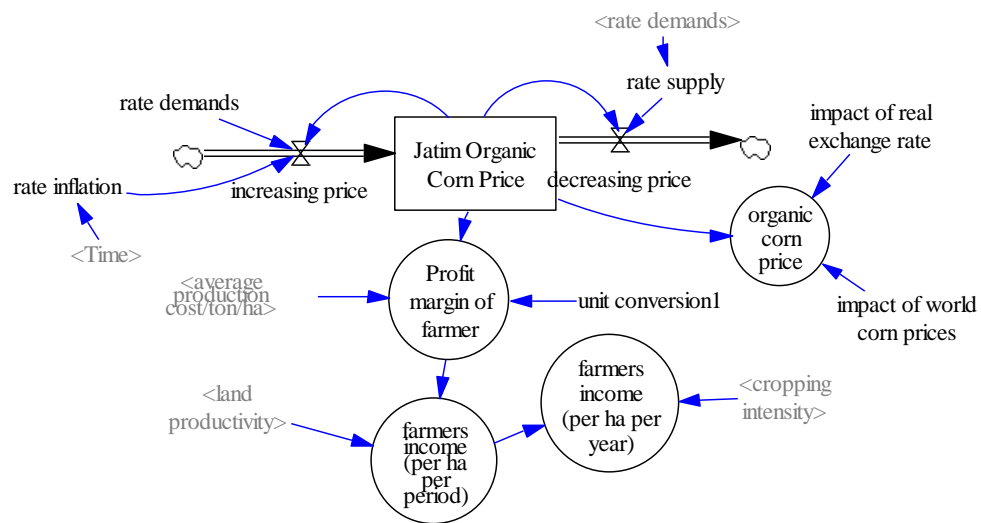 <rate demands>
rate supply
rate demands
impact of real
exchange rate
Jatim Organic
Corn Price
increasing price
decreasing price
rate inflation
<Time>
organic
corn
price
<average
production
cost/ton/ha>
Profit
margin of
farmer
unit conversion1
impact of world
corn prices
farmers
income
(per ha per
year)
<cropping
intensity>
<land
productivity>
farmers
income
(per ha
per
period)